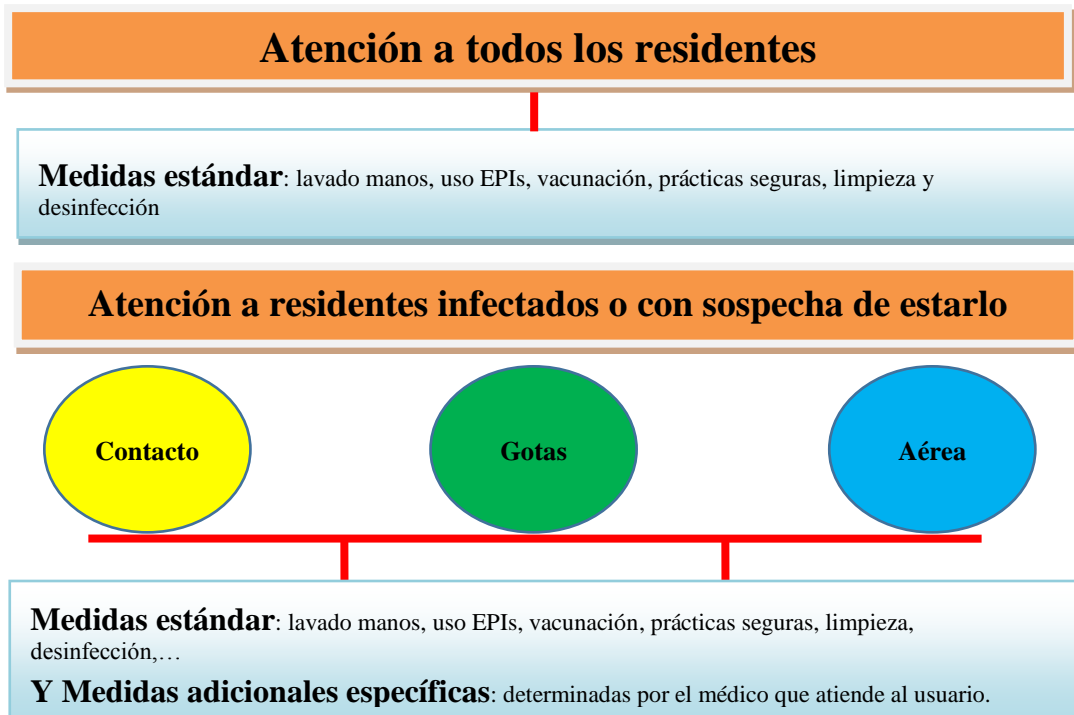 Atención a todos los residentes
Medidas estándar: lavado manos, uso EPIs, vacunación, prácticas seguras, limpieza y
desinfección
Atención a residentes infectados o con sospecha de estarlo
Contacto
Gotas
Aérea
Medidas estándar: lavado manos, uso EPIs, vacunación, prácticas seguras, limpieza,
desinfección,…
Y Medidas adicionales específicas: determinadas por el médico que atiende al usuario.